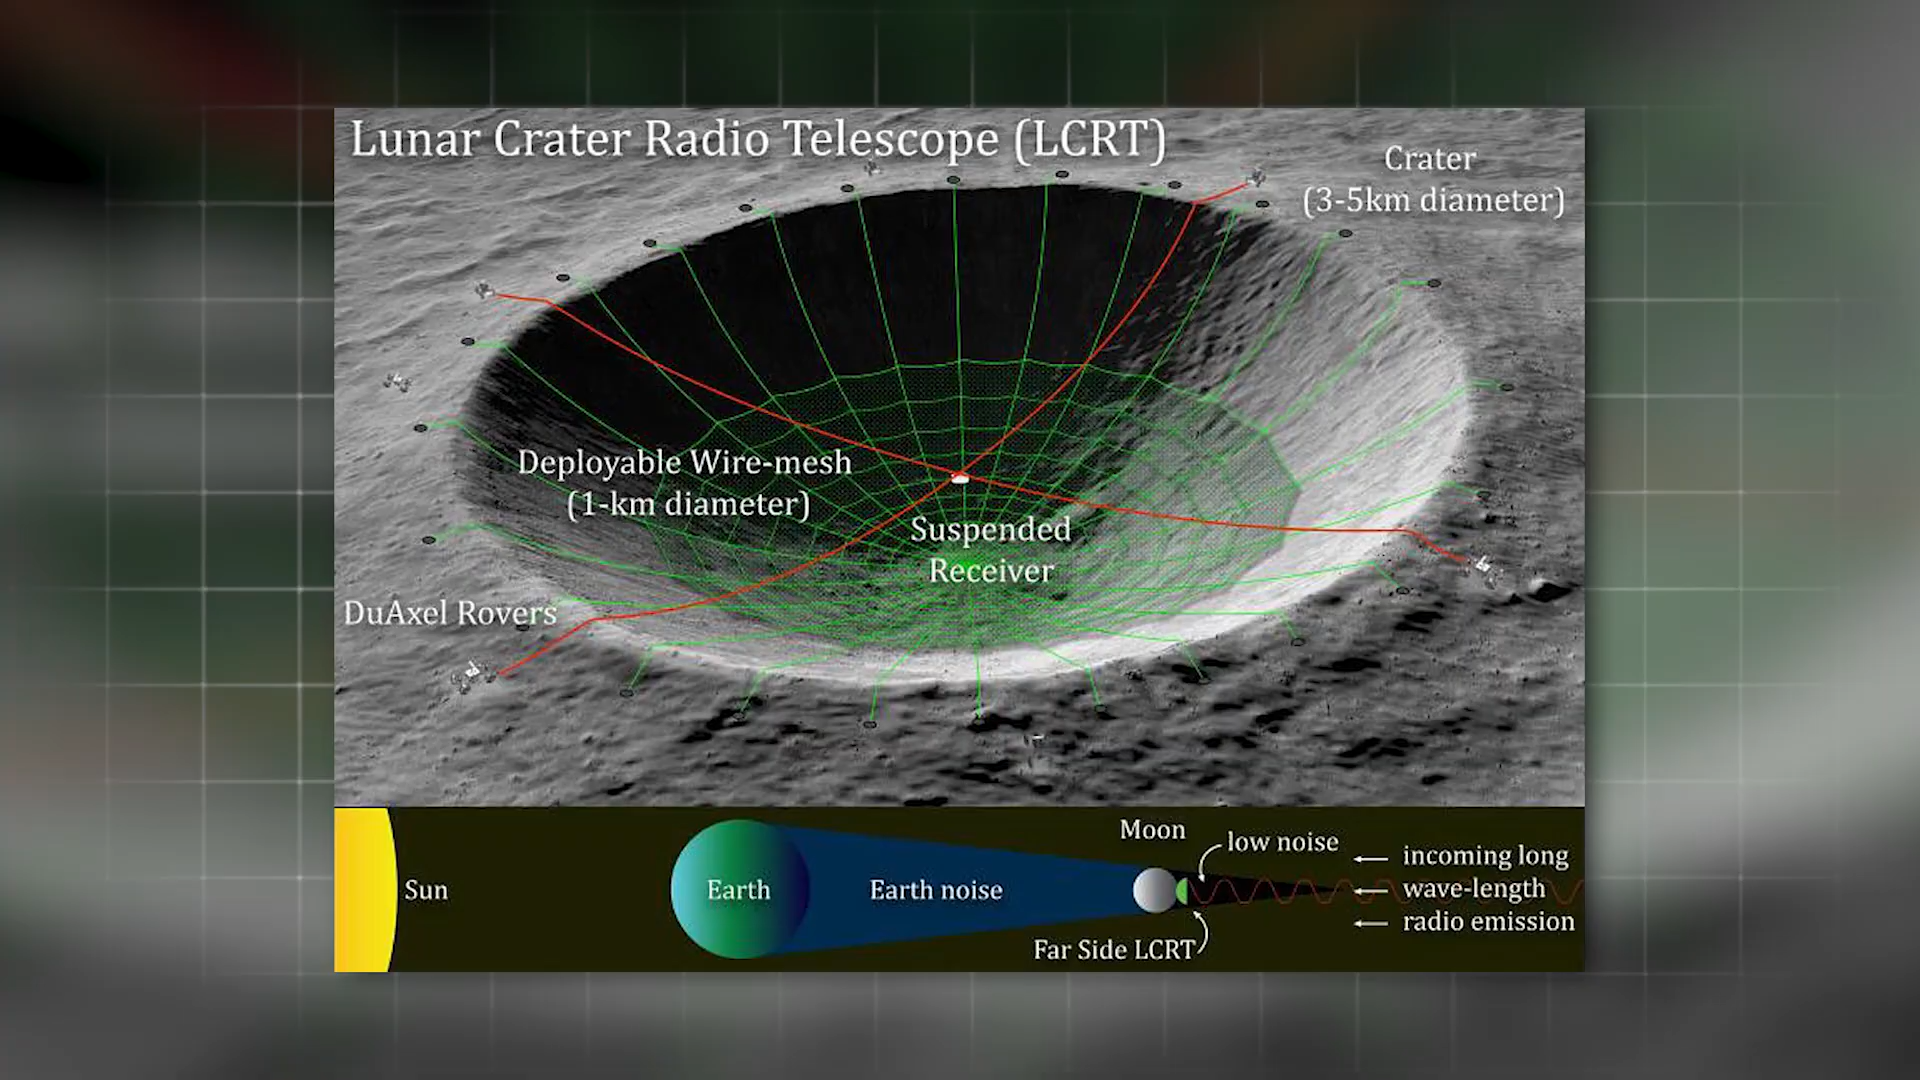 Lunar Crater Radio Telescope (LCRT)
Crater
(3-5km diameter)
Deployable Wire-mesh
(1-km diameter)
Suspended
Receiver
DuAxel Rovers
Moon
low noise
incoming long
wave-length
radio emission
Sun
Earth
Earth noise
Far Side LCRT